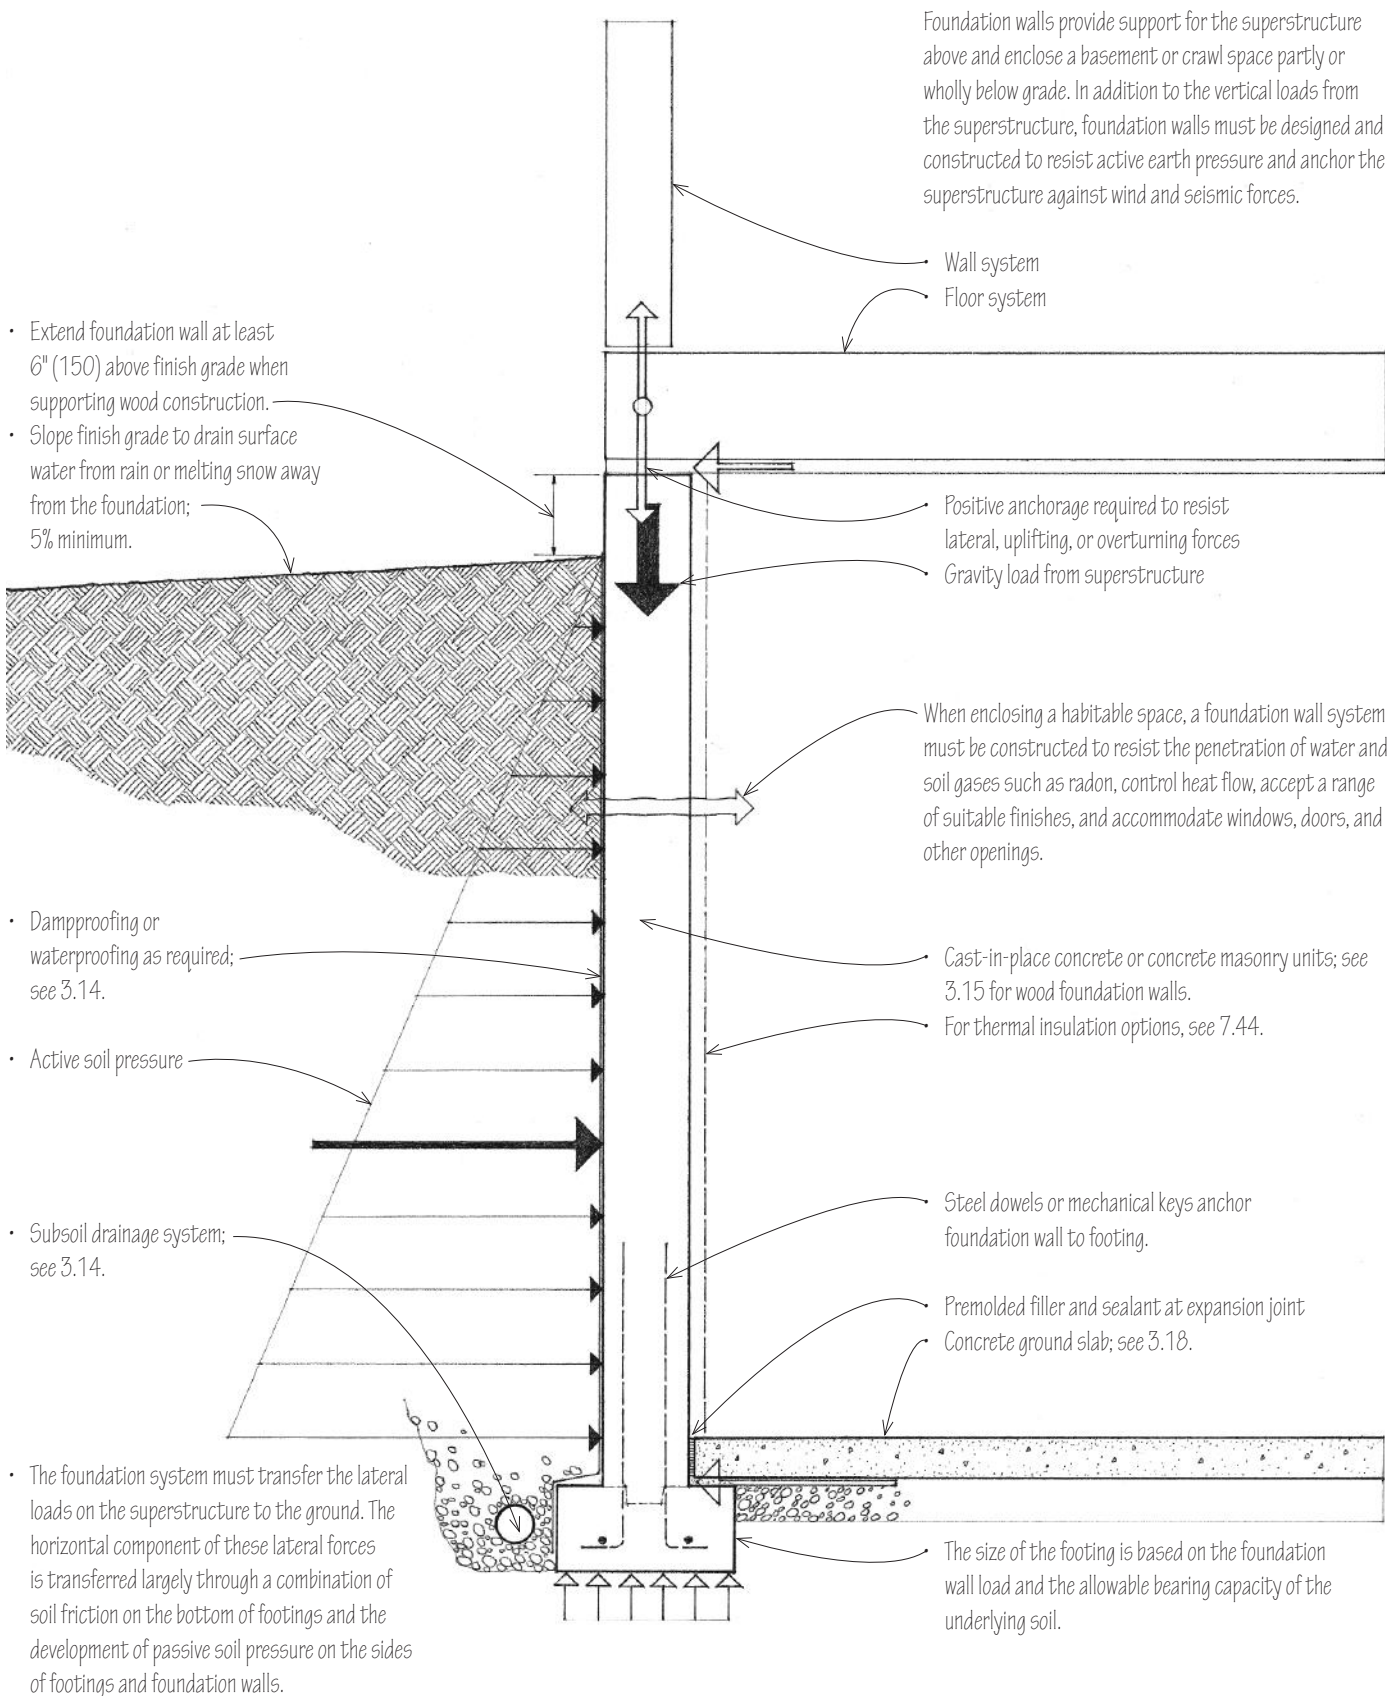 Foundation walls provide support for the superstructure
above and enclose a basement or crawl space partly or
wholly below grade. In addition to the vertical loads from
the superstructure, foundation walls must be designed and
constructed to resist active earth pressure and anchor the
superstructure against wind and seismic forces.
• Wall system
• Floor system
• Extend foundation wall at least
6" (150) above finish grade when
supporting wood construction.
• Slope finish grade to drain surface
water from rain or melting snow away
from the foundation;
5% minimum.
• Positive anchorage required to resist
lateral, uplifting, or overturning forces
• Gravity load from superstructure
When enclosing a habitable space, a foundation wall system
must be constructed to resist the penetration of water and
soil gases such as radon, control heat flow, accept a range
of suitable finishes, and accommodate windows, doors, and
other openings.
• Dampproofing or
waterproofing as required;
see 3.14.
• Cast-in-place concrete or concrete masonry units; see
3.15 for wood foundation walls.
• For thermal insulation options, see 7.44.
• Active soil pressure
• Steel dowels or mechanical keys anchor
foundation wall to footing.
• Subsoil drainage system;
see 3.14.
• Premolded filler and sealant at expansion joint
• Concrete ground slab; see 3.18.
• The foundation system must transfer the lateral
loads on the superstructure to the ground. The
horizontal component of these lateral forces
is transferred largely through a combination of
soil friction on the bottom of footings and the
development of passive soil pressure on the sides
of footings and foundation walls.
• The size of the footing is based on the foundation
wall load and the allowable bearing capacity of the
underlying soil.